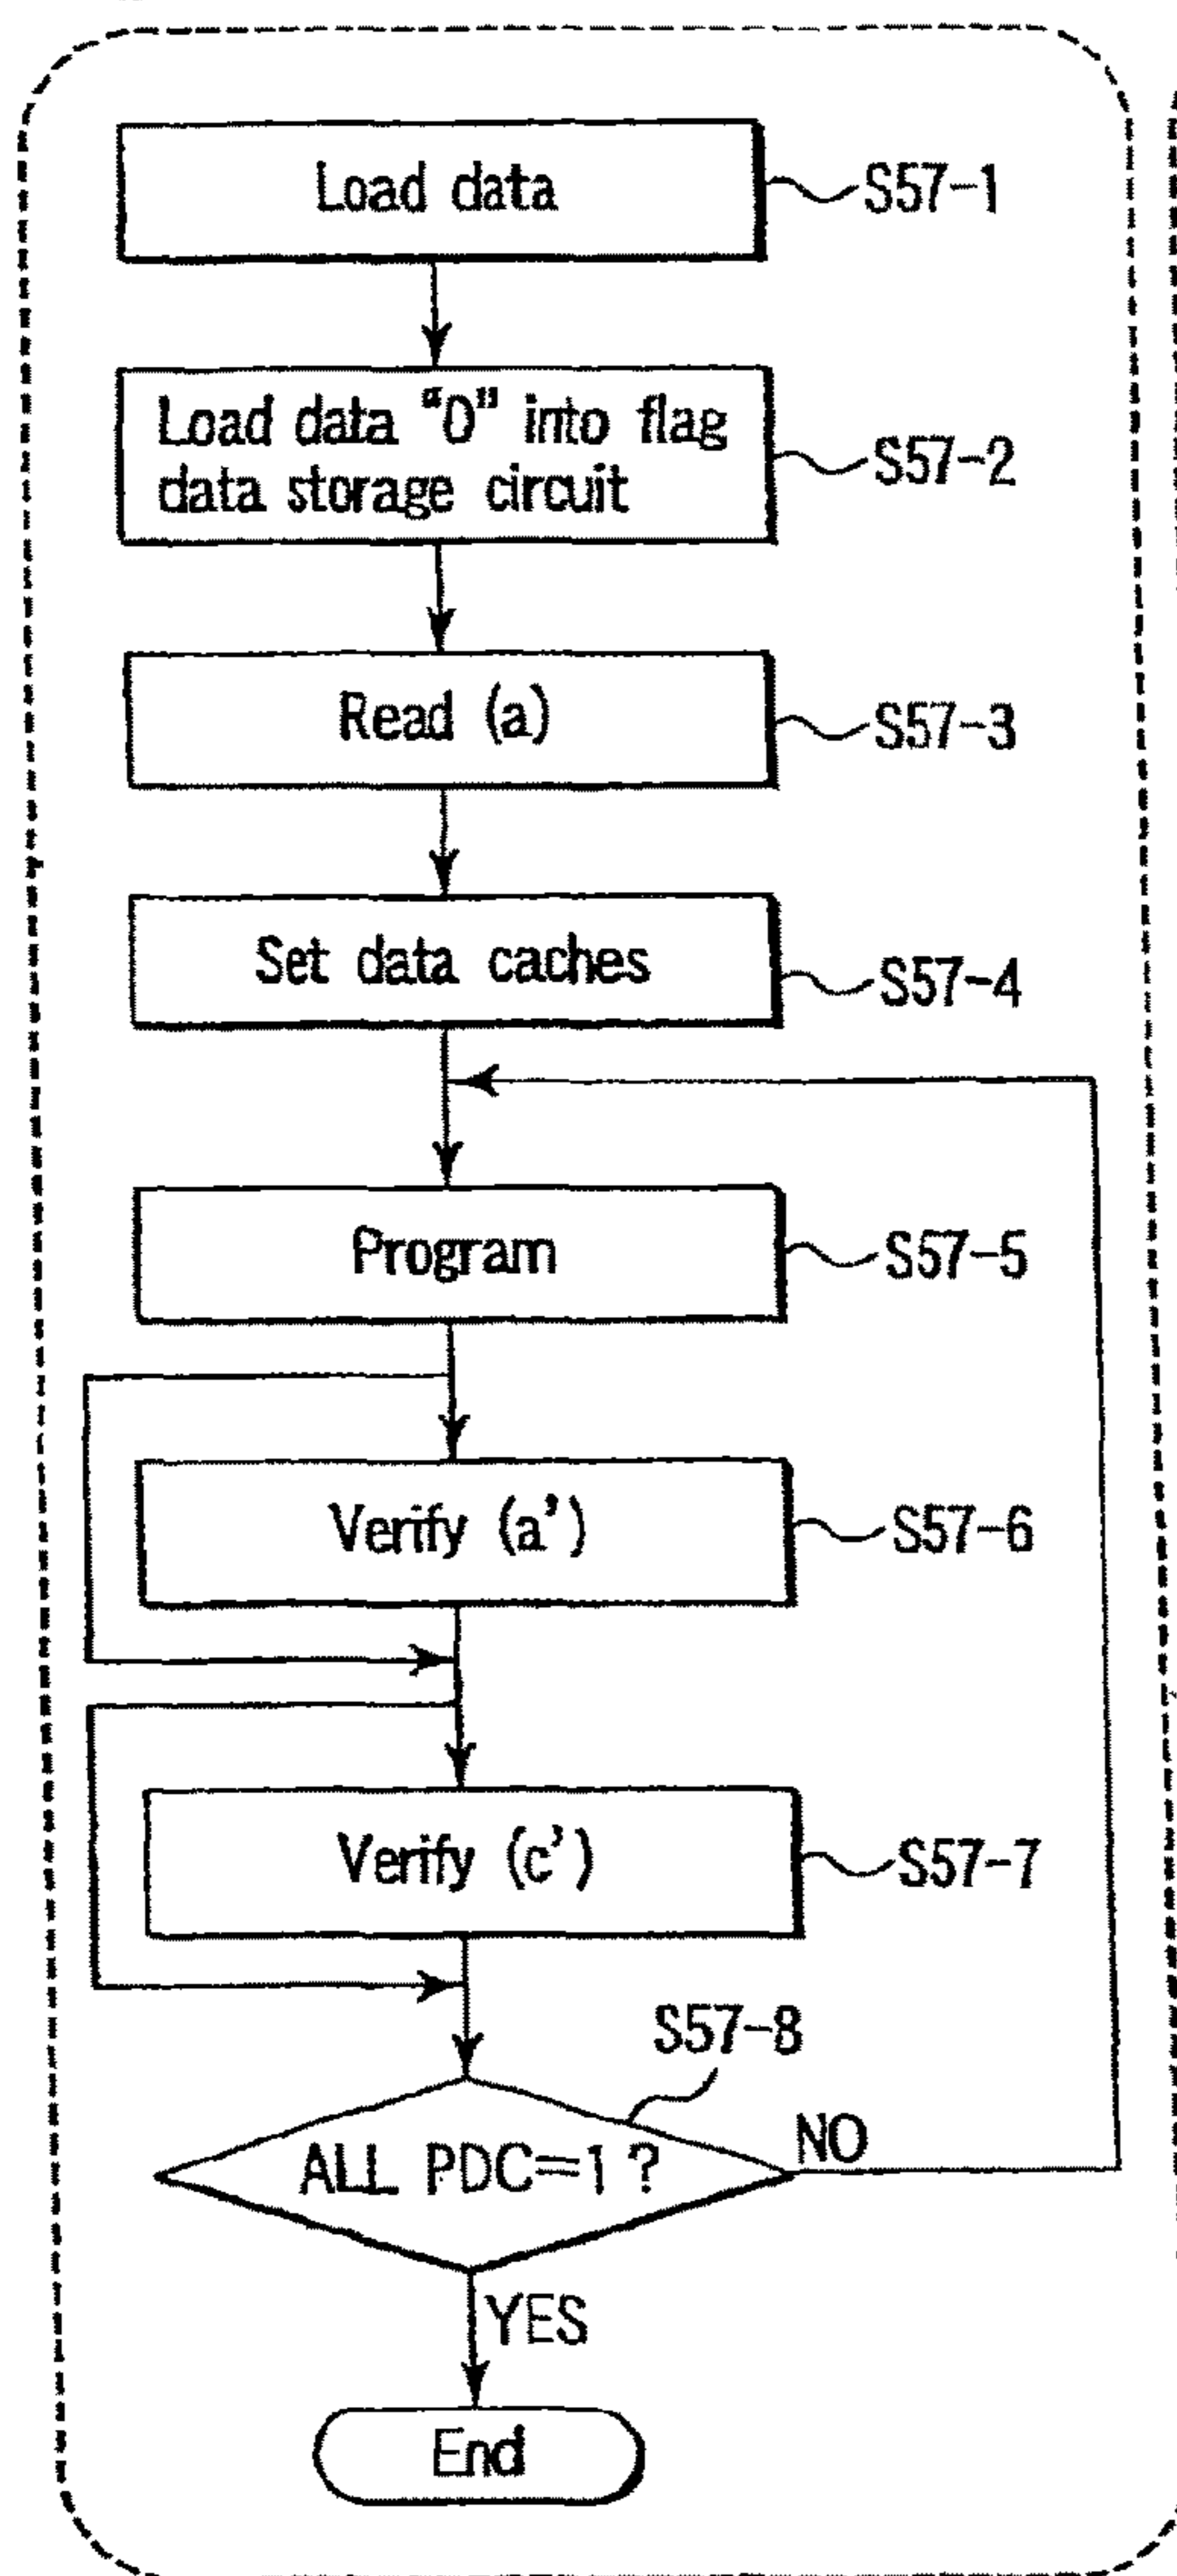 Load data
S57-1
Load data "0" into flag
data storage circuit
S57-2
Read (a)
S57-3
Set data caches
S57-4
Program
S57-5
Verify (a')
S57-6
Verify (c')
S57-7
S57-8
ALL PDC=1 ?
NO
YES
End